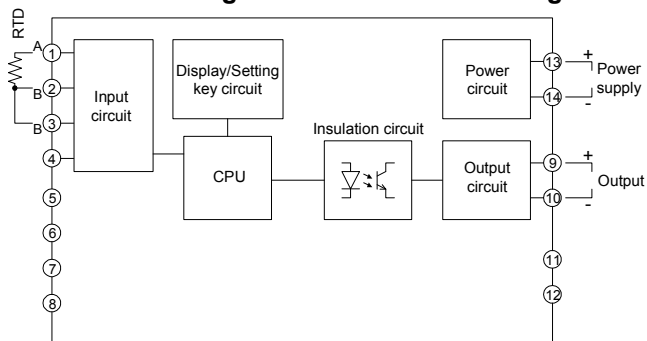 RTD
A
1
B
2
B
3
4
5
6
7
8
Input
circuit
Display/Setting
key circuit
CPU
Insulation circuit
Power
circuit
Output
circuit
13
+
Power
supply
14
-
9
+
Output
10
-
11
12